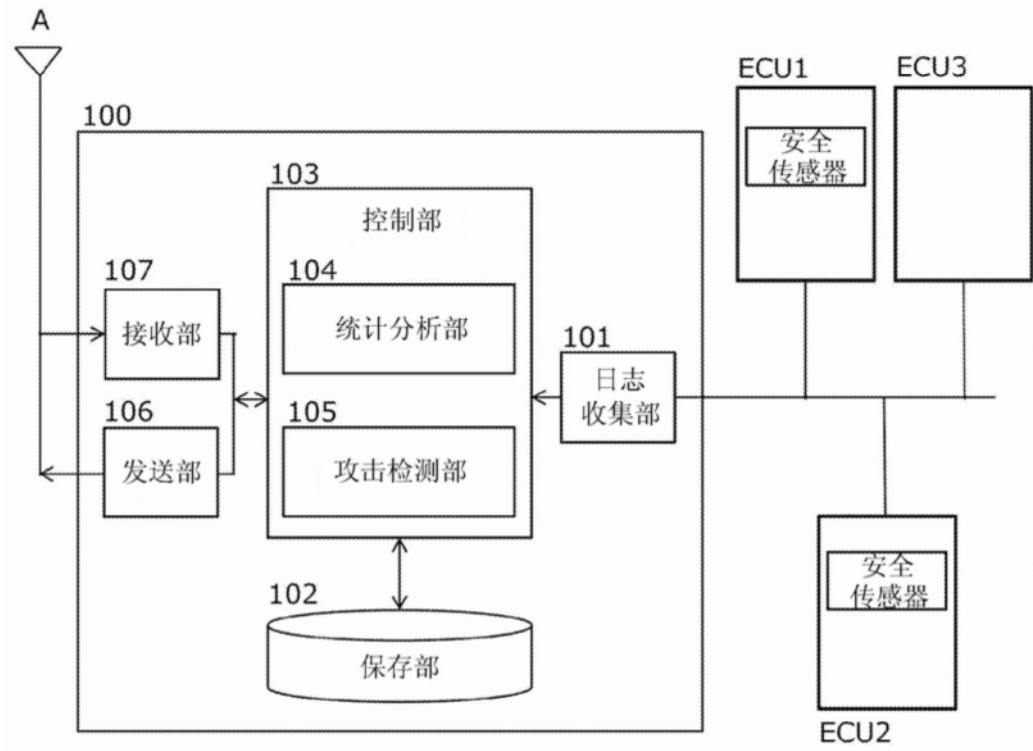 A
100
103
控制部
104
统计分析部
105
攻击检测部
107
接收部
106
发送部
101
日志
收集部
102
保存部
ECU1
安全
传感器
ECU3
安全
传感器
ECU2